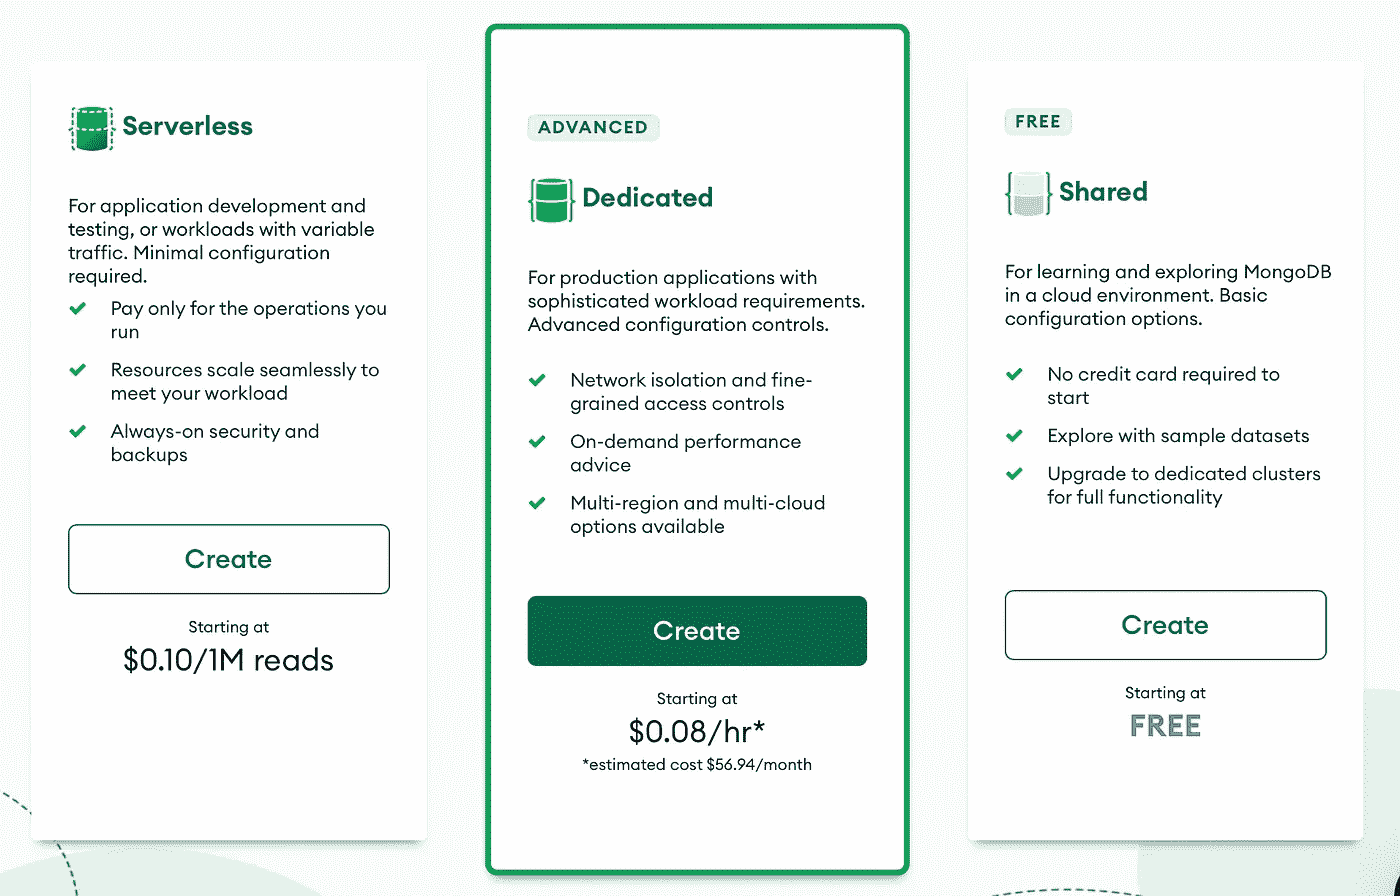 Serverless
For application development and
testing, or workloads with variable
traffic. Minimal configuration
required.
Pay only for the operations you
run
Resources scale seamlessly to
meet your workload
Always-on security and
backups
Create
Starting at
$0.10/1M reads
ADVANCED
Dedicated
For production applications with
sophisticated workload requirements.
Advanced configuration controls.
Network isolation and fine-
grained access controls
On-demand performance
advice
Multi-region and multi-cloud
options available
Create
Starting at
$0.08/hr*
*estimated cost $56.94/month
FREE
Shared
For learning and exploring MongoDB
in a cloud environment. Basic
configuration options.
No credit card required to
start
Explore with sample datasets
Upgrade to dedicated clusters
for full functionality
Create
Starting at
FREE